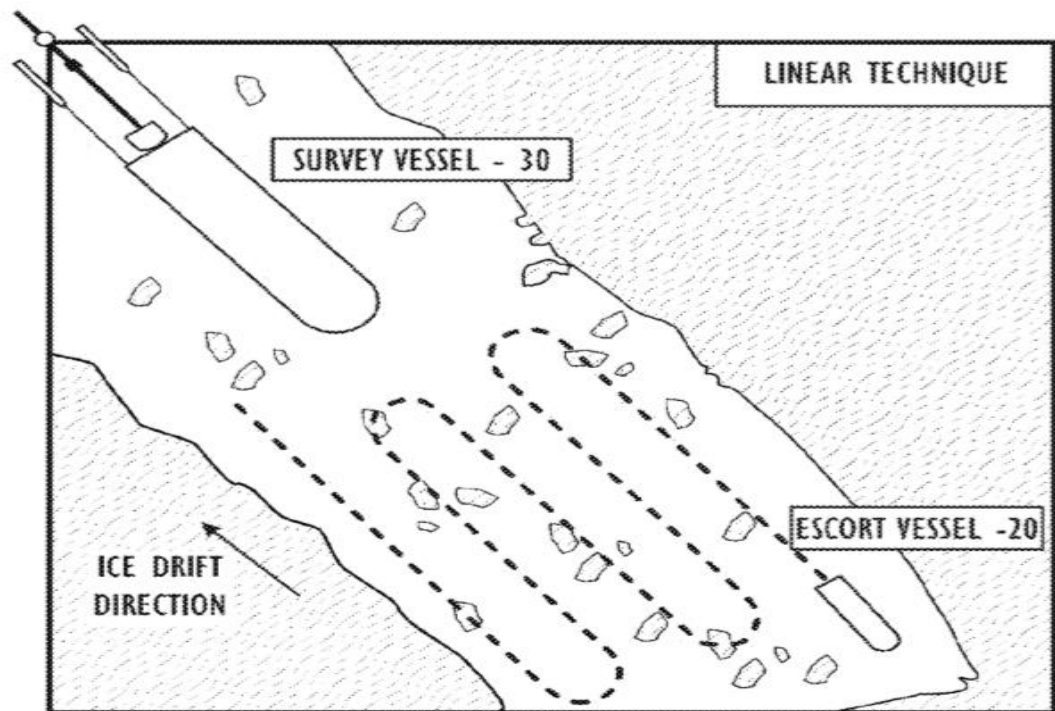 LINEAR TECHNIQUE
SURVEY VESSEL - 30
ESCORT VESSEL -20
ICE DRIFT
DIRECTION